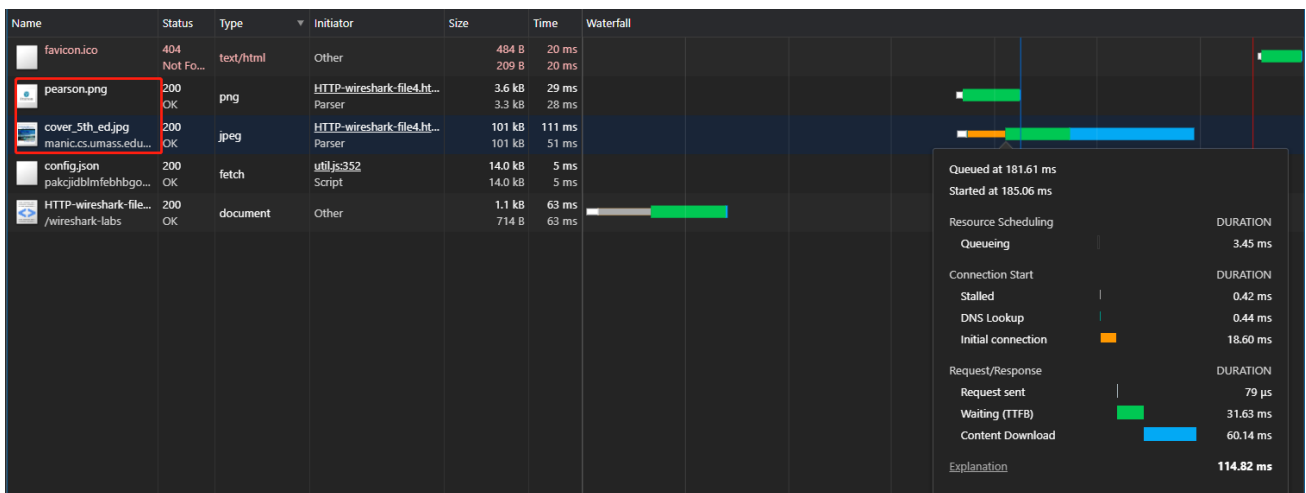 Name Status Type Initiator Size Time Waterfall
favicon.ico 404 text/html Other 484 B 20 ms
Not Fo... 209 B 20 ms
pearson.png 200 png HTTP-wireshark-file4.ht... 3.6 kB 29 ms
OK Parser 3.3 kB 28 ms
cover_5th_ed.jpg 200 jpeg HTTP-wireshark-file4.ht... 101 kB 111 ms
manic.cs.umass.edu... OK Parser 101 kB 51 ms
config.json 200 fetch util.js:352 14.0 kB 5 ms
pakcjidblmfebhbgo... OK Script 14.0 kB 5 ms
HTTP-wireshark-file... 200 document Other 1.1 kB 63 ms
/wireshark-labs OK 714 B 63 ms
Queued at 181.61 ms
Started at 185.06 ms
Resource Scheduling DURATION
Queueing 3.45 ms
Connection Start DURATION
Stalled 0.42 ms
DNS Lookup 0.44 ms
Initial connection 18.60 ms
Request/Response DURATION
Request sent 79 μs
Waiting (TTFB) 31.63 ms
Content Download 60.14 ms
Explanation 114.82 ms